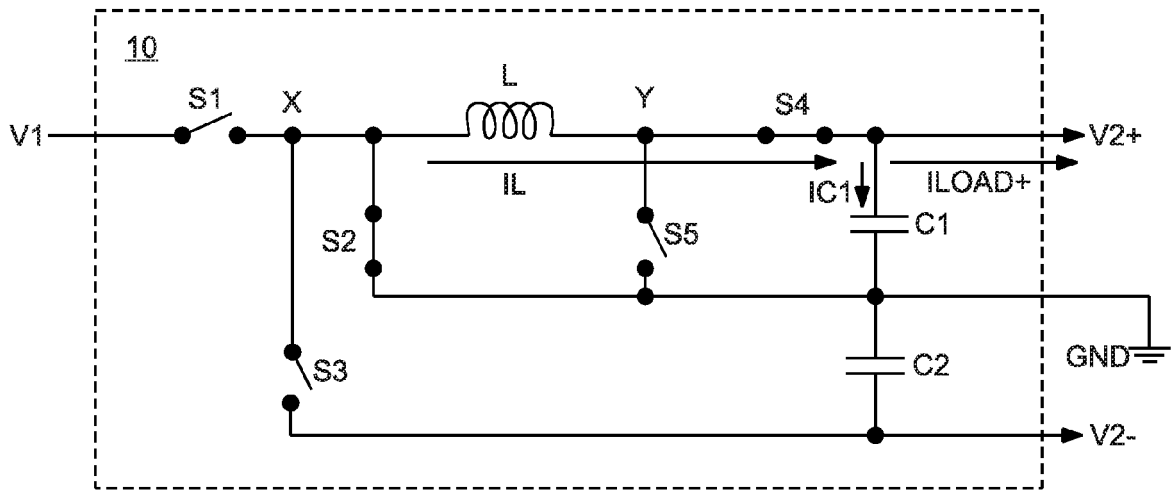 10
S1
X
L
Y
S4
V1
V2+
IL
IC1
ILOAD+
S2
S5
C1
S3
C2
GND
V2-